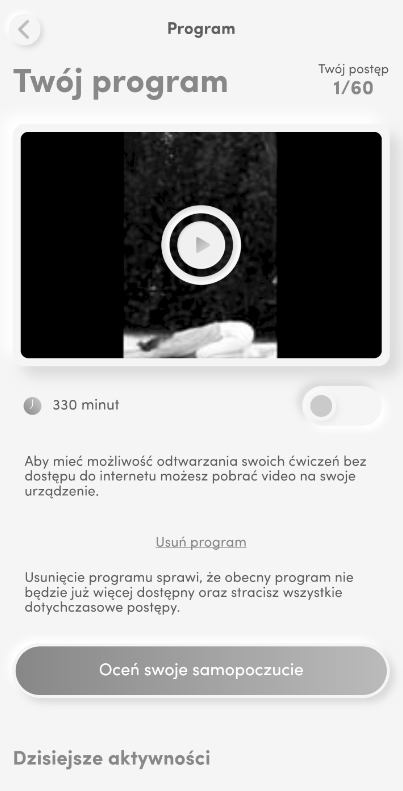 Program
Twój program
Twój postęp
1/60
330 minut
Aby mieć możliwość odtwarzania swoich ćwiczeń bez
dostępu do internetu możesz pobrać video na swoje
urządzenie.
Usuń program
Usunięcie programu sprawi, że obecny program nie
będzie już więcej dostępny oraz stracisz wszystkie
dotychczasowe postępy.
Oceń swoje samopoczucie
Dzisiejsze aktywności